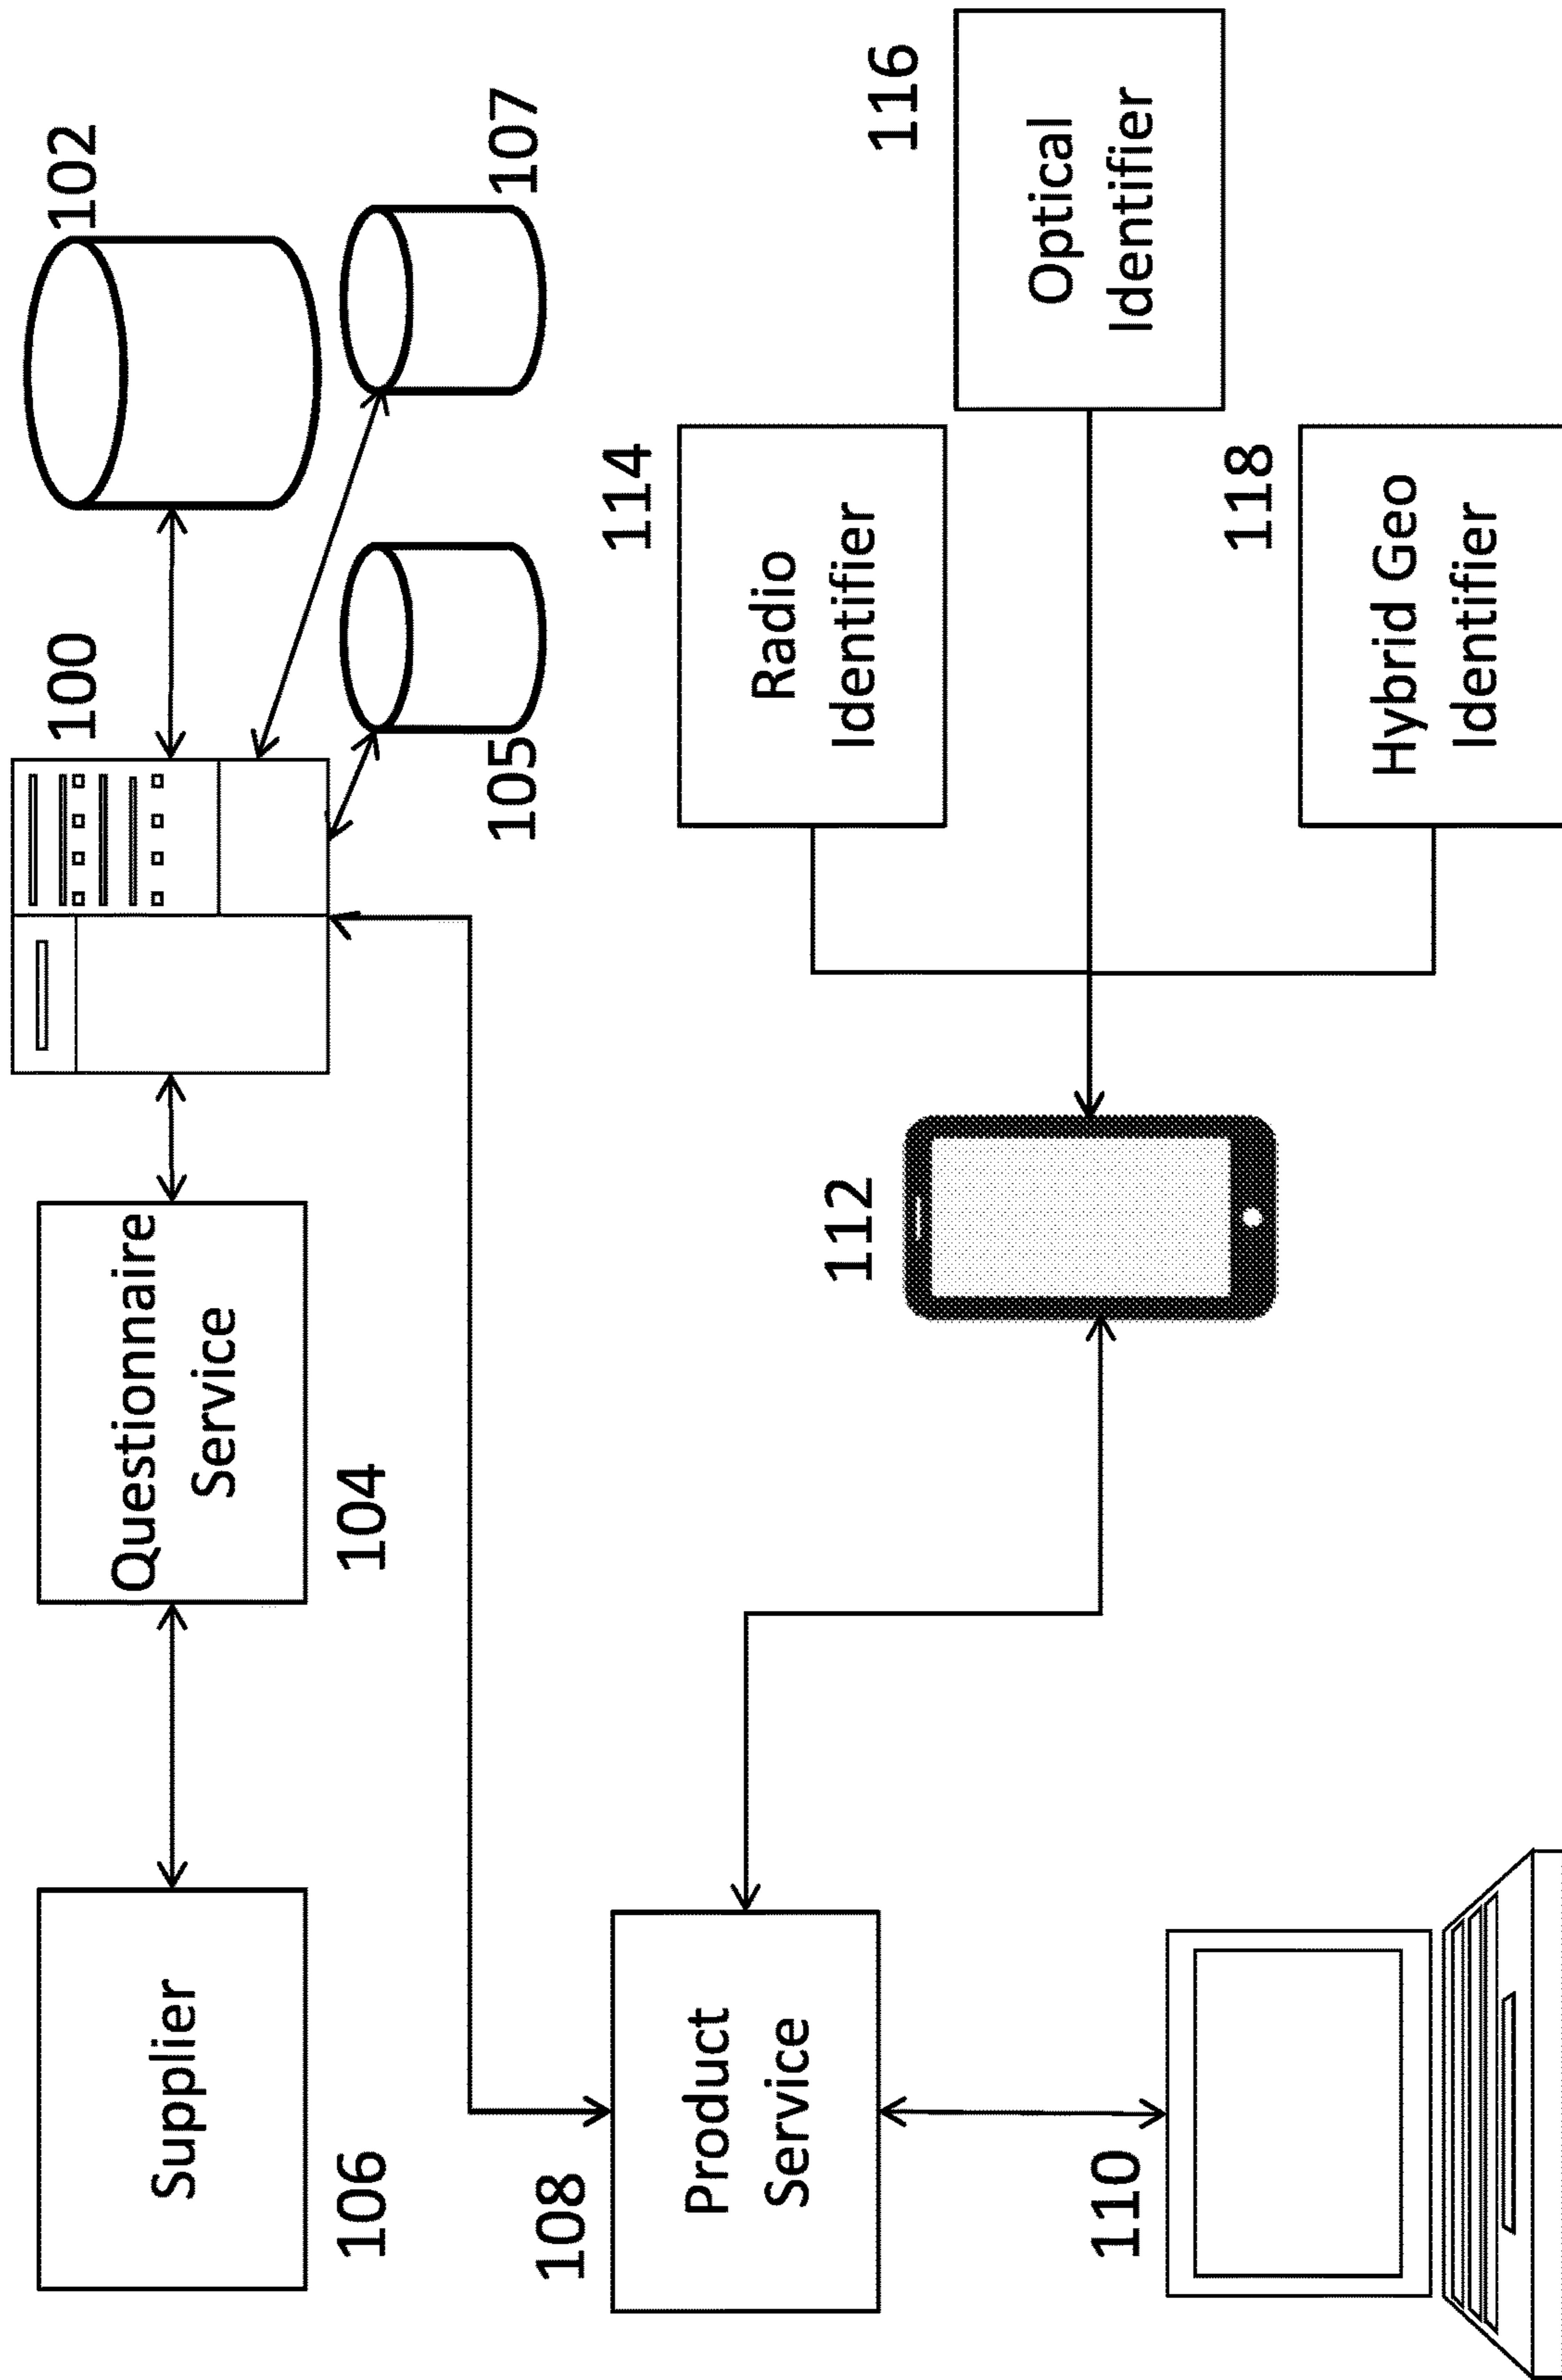 Supplier
106
Questionnaire
Service
104
100
102
105
107
108
Product
Service
110
112
114
Radio
Identifier
116
Optical
Identifier
118
Hybrid Geo
Identifier